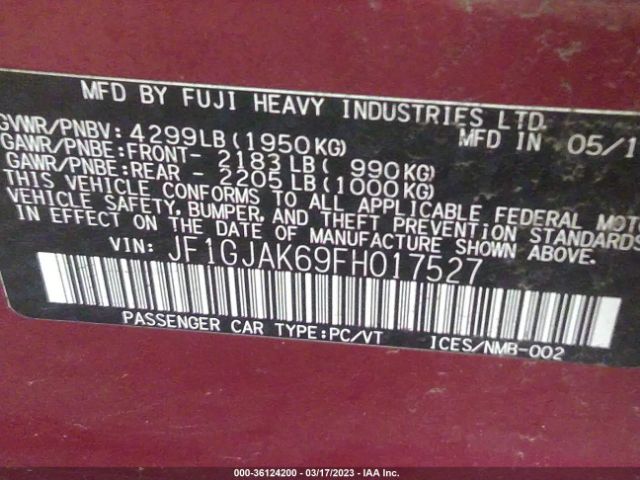 MFD BY FUJI HEAVY INDUSTRIES LTD.
GVWR/PNBV: 4299LB(1950KG) MFD IN 05/1
GAWR/PNBE:FRONT- 2183LB( 990KG)
GAWR/PNBE:REAR - 2205LB(1000KG)
THIS VEHICLE CONFORMS TO ALL APPLICABLE FEDERAL MOTO
VEHICLE SAFETY, BUMPER, AND THEFT PREVENTION STANDARDS
IN EFFECT ON THE DATE OF MANUFACTURE SHOWN ABOVE.
VIN: JF1GJAK69FH017527
PASSENGER CAR TYPE:PC/VT ICES/NMB-002
000-36124200 - 03/17/2023 - IAA Inc.